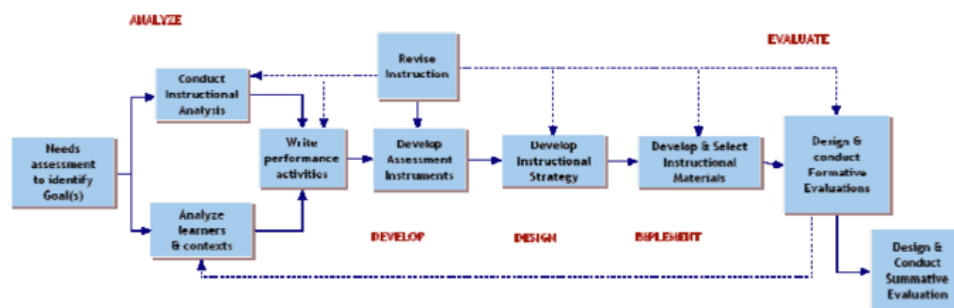 ANALYZE
EVALUATE
Revise
Instruction
Conduct
Instructional
Analysis
Needs
assessment
to identify
Goal(s)
Write
performance
activities
Develop
Assessment
Instruments
Develop
Instructional
Strategy
Develop & Select
Instructional
Materials
Design &
conduct
Formative
Evaluations
Analyze
learners
& contexts
DEVELOP
DESIGN
IMPLEMENT
Design &
Conduct
Summative
Evaluation